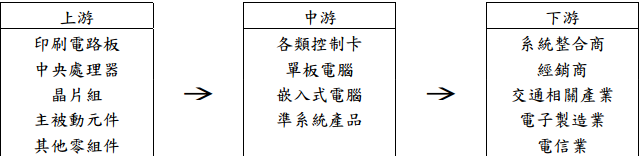 上游
印刷電路板
中央處理器
晶片組
主被動元件
其他零組件
中游
各類控制卡
單板電腦
嵌入式電腦
準系統產品
下游
系統整合商
經銷商
交通相關產業
電子製造業
電信業